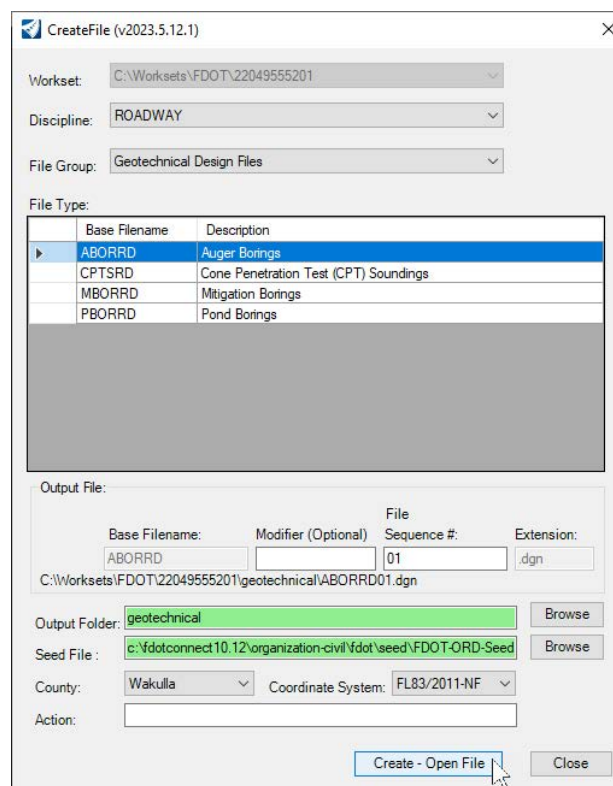 CreateFile (v2023.5.12.1)
Workset: C:\Worksets\FDOT\22049555201
Discipline: ROADWAY
File Group: Geotechnical Design Files
File Type:
Base Filename Description
ABORRD Auger Borings
CPTSRD Cone Penetration Test (CPT) Soundings
MBORRD Mitigation Borings
PBORRD Pond Borings
Output File:
File
Base Filename: Modifier (Optional) Sequence #: Extension:
ABORRD 01 .dgn
C:\Worksets\FDOT\22049555201\geotechnical\ABORRD01.dgn
Output Folder: geotechnical Browse
Seed File : c:\fdotconnect10.12\organization-civil\fdot\seed\FDOT-ORD-Seed Browse
County: Wakulla Coordinate System: FL83/2011-NF
Action:
Create - Open File Close